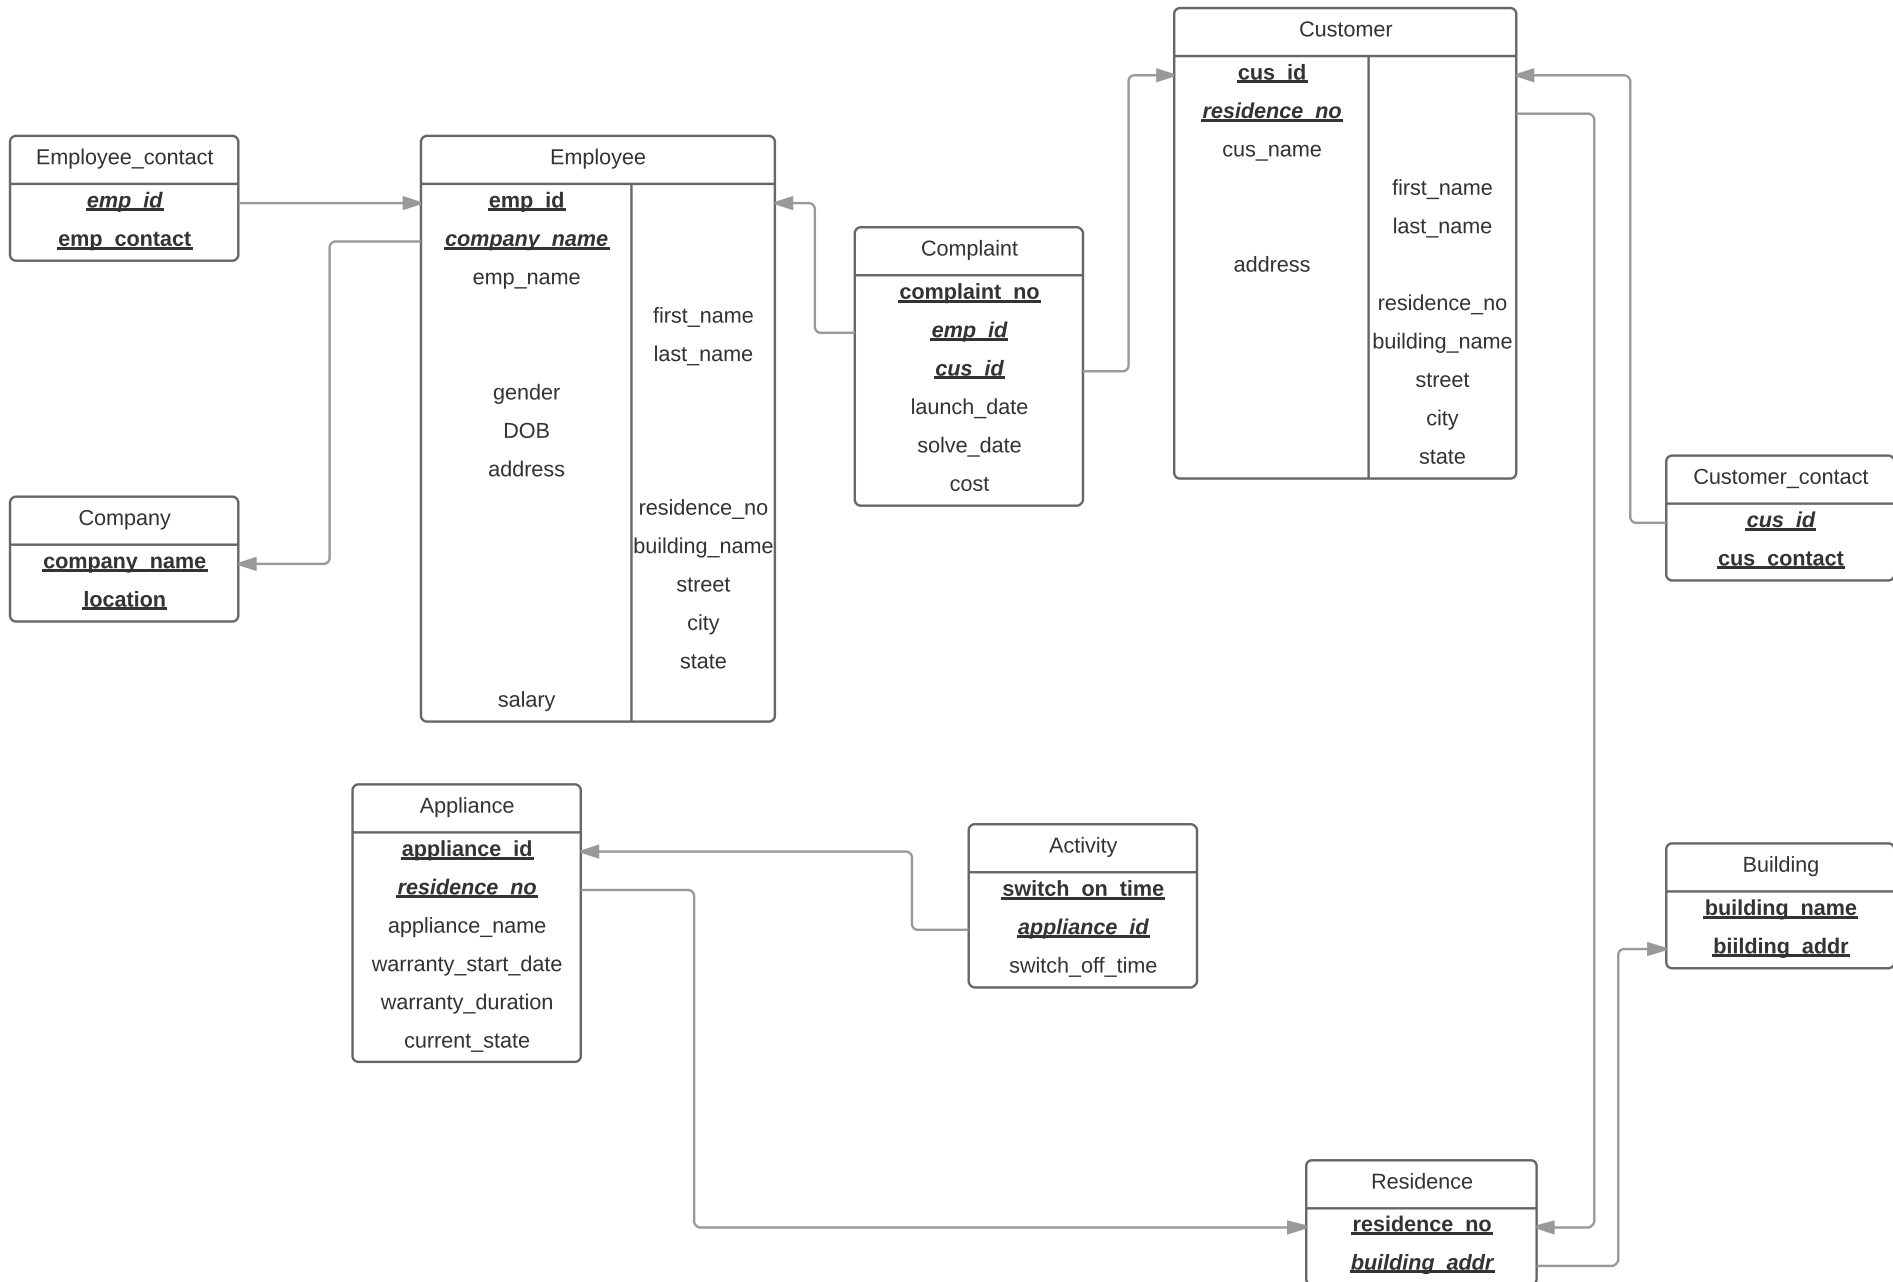 Customer
cus_id
residence_no
cus_name
first_name
last_name
address
residence_no
building_name
street
city
state
Employee_contact
emp_id
emp_contact
Employee
emp_id
company_name
emp_name
first_name
last_name
gender
DOB
address
residence_no
building_name
street
city
state
salary
Complaint
complaint_no
emp_id
cus_id
launch_date
solve_date
cost
Customer_contact
cus_id
cus_contact
Company
company_name
location
Appliance
appliance_id
residence_no
appliance_name
warranty_start_date
warranty_duration
current_state
Activity
switch_on_time
appliance_id
switch_off_time
Building
building_name
biilding_addr
Residence
residence_no
building_addr